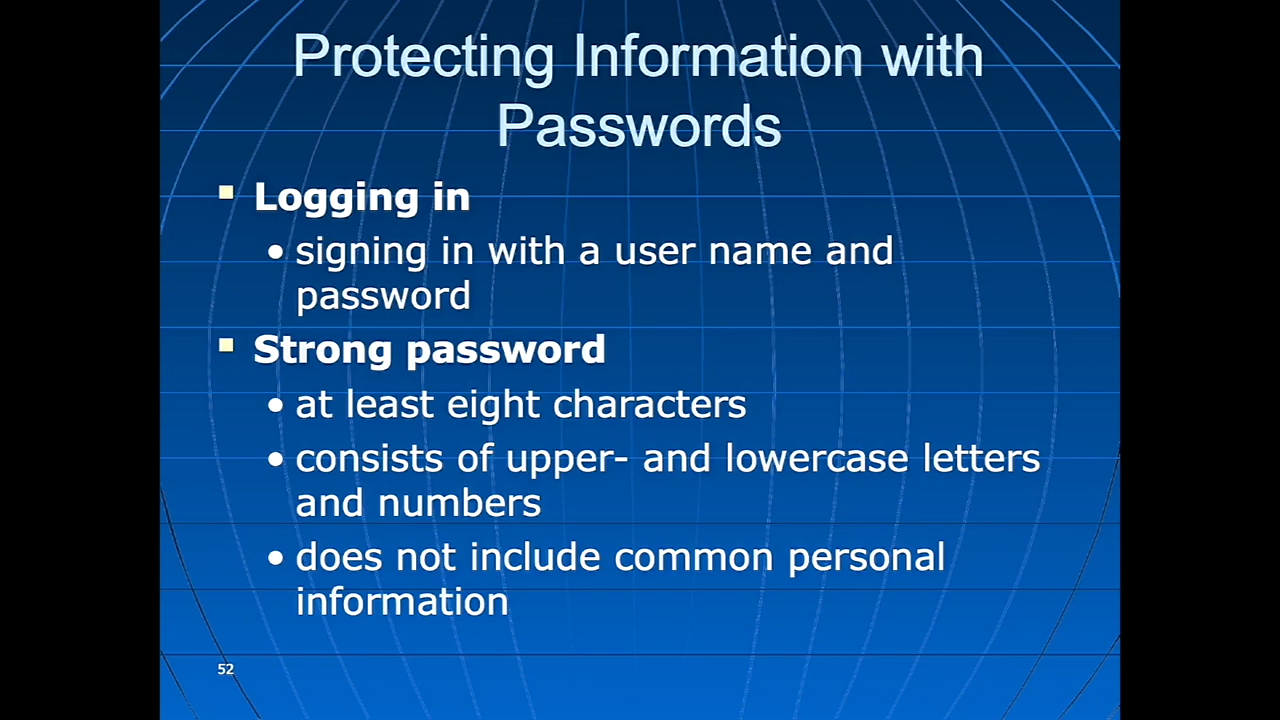 Protecting Information with
Passwords
Logging in
• signing in with a user name and
password
Strong password
• at least eight characters
• consists of upper- and lowercase letters
and numbers
• does not include common personal
information
52